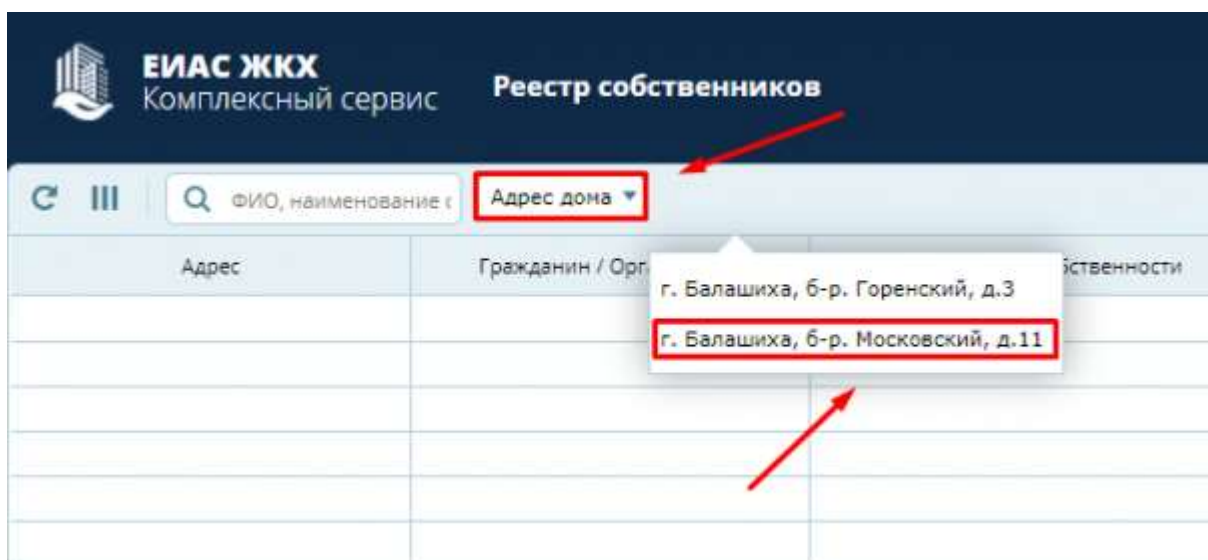 ЕИАС ЖКХ
Комплексный сервис
Реестр собственников
ФИО, наименование
Адрес дома
Адрес
Гражданин / Орг
бственности
г. Балашиха, б-р. Горенский, д.3
г. Балашиха, б-р. Московский, д.11